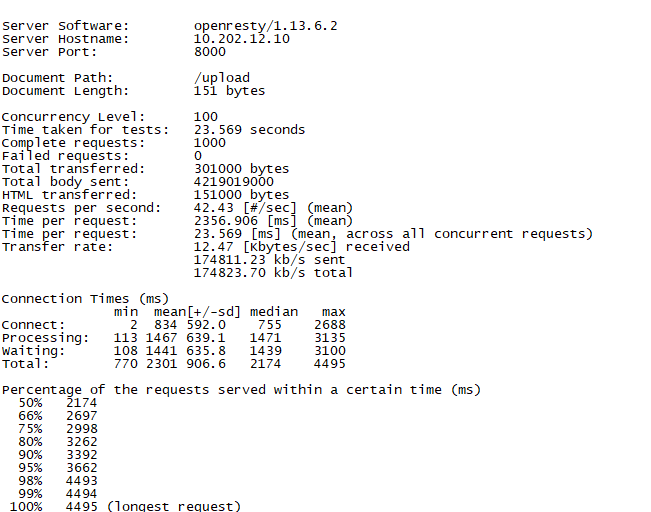 Server Software:        openresty/1.13.6.2
Server Hostname:        10.202.12.10
Server Port:            8000
Document Path:          /upload
Document Length:        151 bytes
Concurrency Level:      100
Time taken for tests:   23.569 seconds
Complete requests:      1000
Failed requests:        0
Total transferred:      301000 bytes
Total body sent:        4219019000
HTML transferred:       151000 bytes
Requests per second:    42.43 [#/sec] (mean)
Time per request:       2356.906 [ms] (mean)
Time per request:       23.569 [ms] (mean, across all concurrent requests)
Transfer rate:          12.47 [Kbytes/sec] received
                        174811.23 kb/s sent
                        174823.70 kb/s total
Connection Times (ms)
              min  mean[+/-sd] median   max
Connect:        2  834 592.0    755    2688
Processing:   113 1467 639.1   1471    3135
Waiting:      108 1441 635.8   1439    3100
Total:        770 2301 906.6   2174    4495
Percentage of the requests served within a certain time (ms)
  50%   2174
  66%   2697
  75%   2998
  80%   3262
  90%   3392
  95%   3662
  98%   4493
  99%   4494
 100%   4495 (longest request)